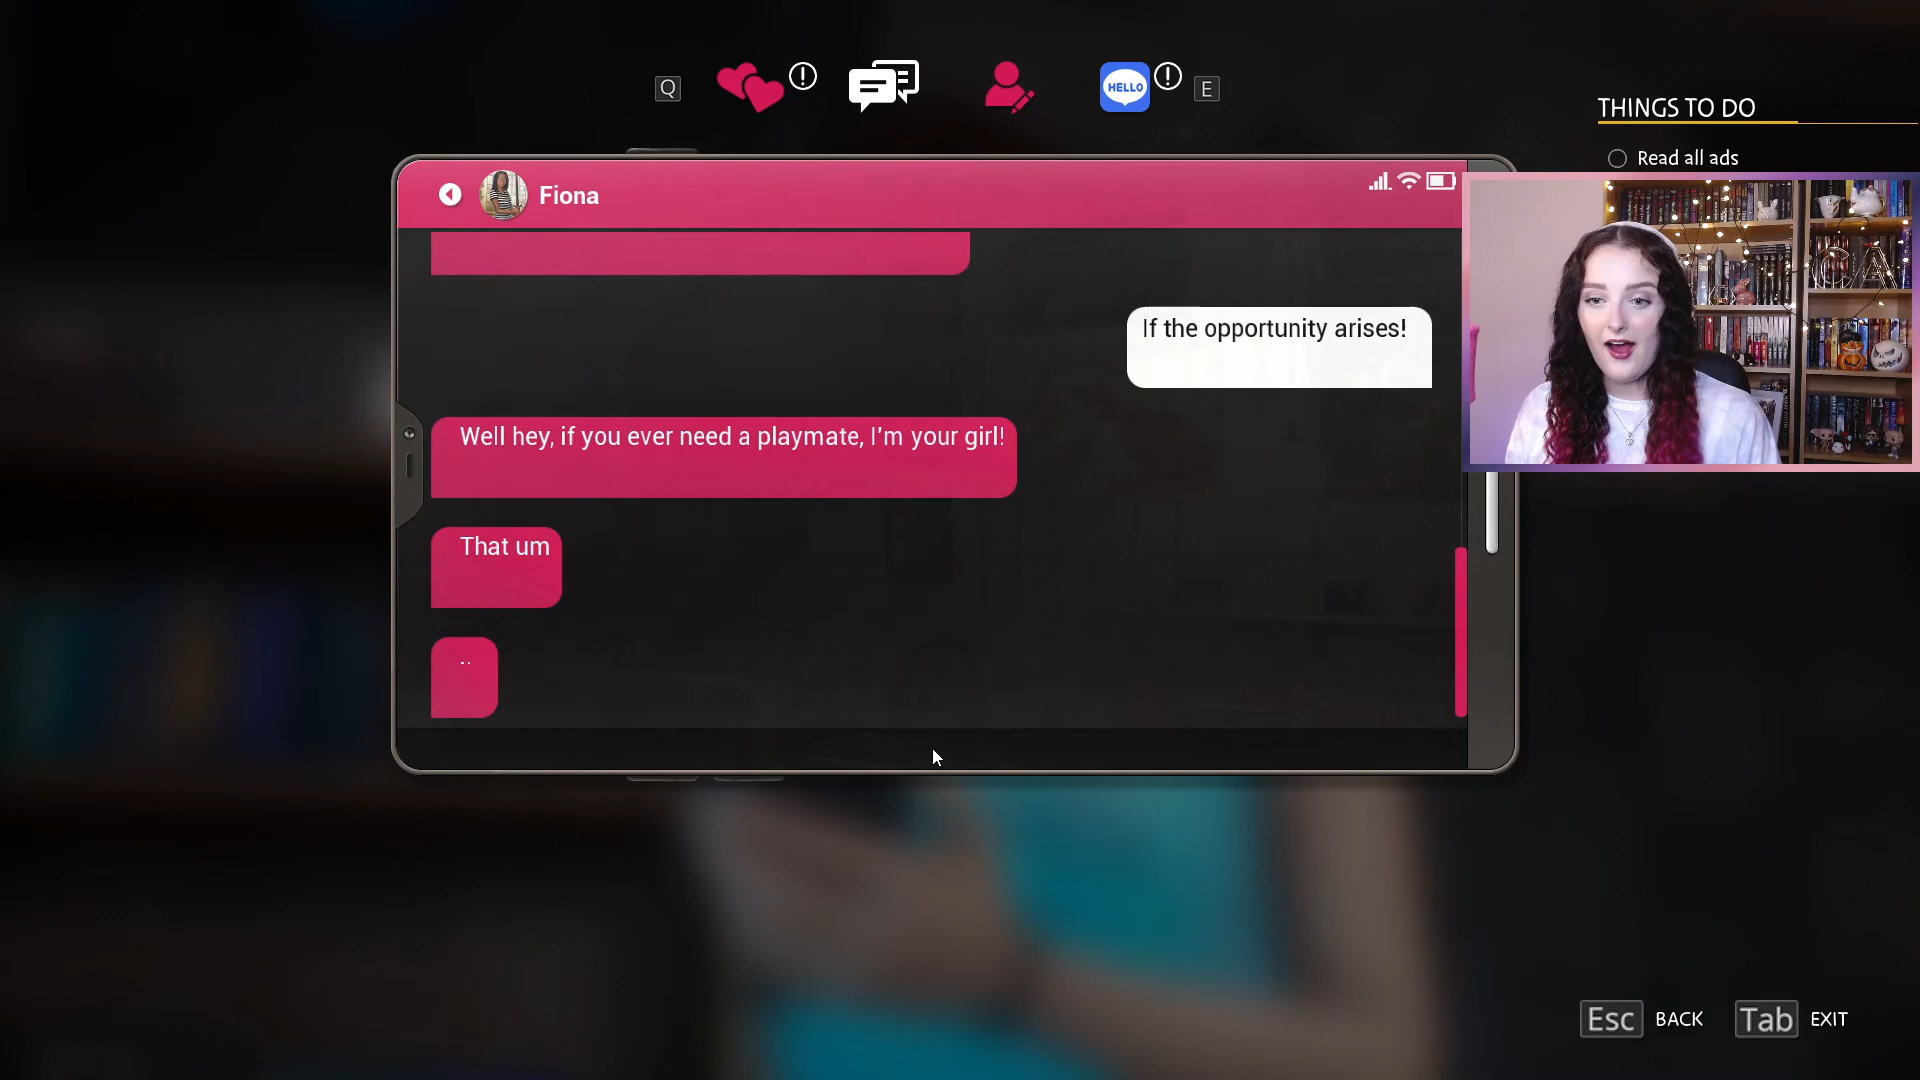 Q
HELLO
E
THINGS TO DO
Read all ads
Fiona
If the opportunity arises!
Well hey, if you ever need a playmate, I'm your girl!
That um
..
CA
Esc BACK Tab EXIT